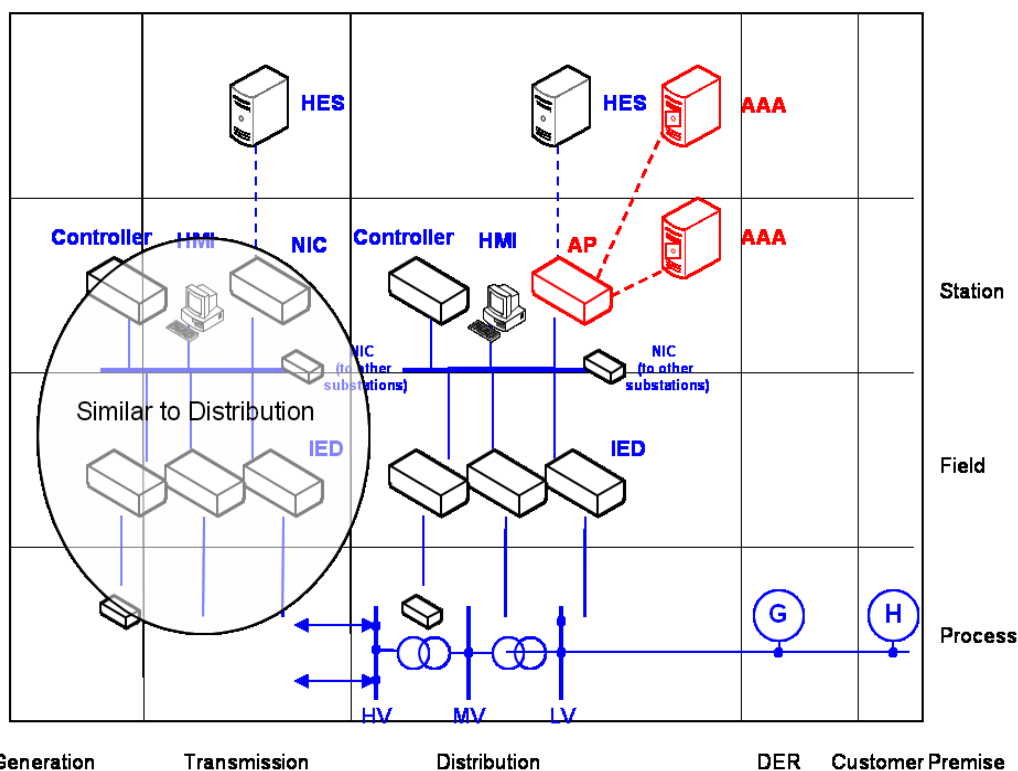 HES
HES
AAA
Controller
HMI
NIC
Controller
HMI
AP
AAA
Station
NIC
(to other
substations)
NIC
(to other
substations)
Similar to Distribution
IED
IED
Field
G
H
Process
HV
MV
LV
Generation
Transmission
Distribution
DER
Customer Premise